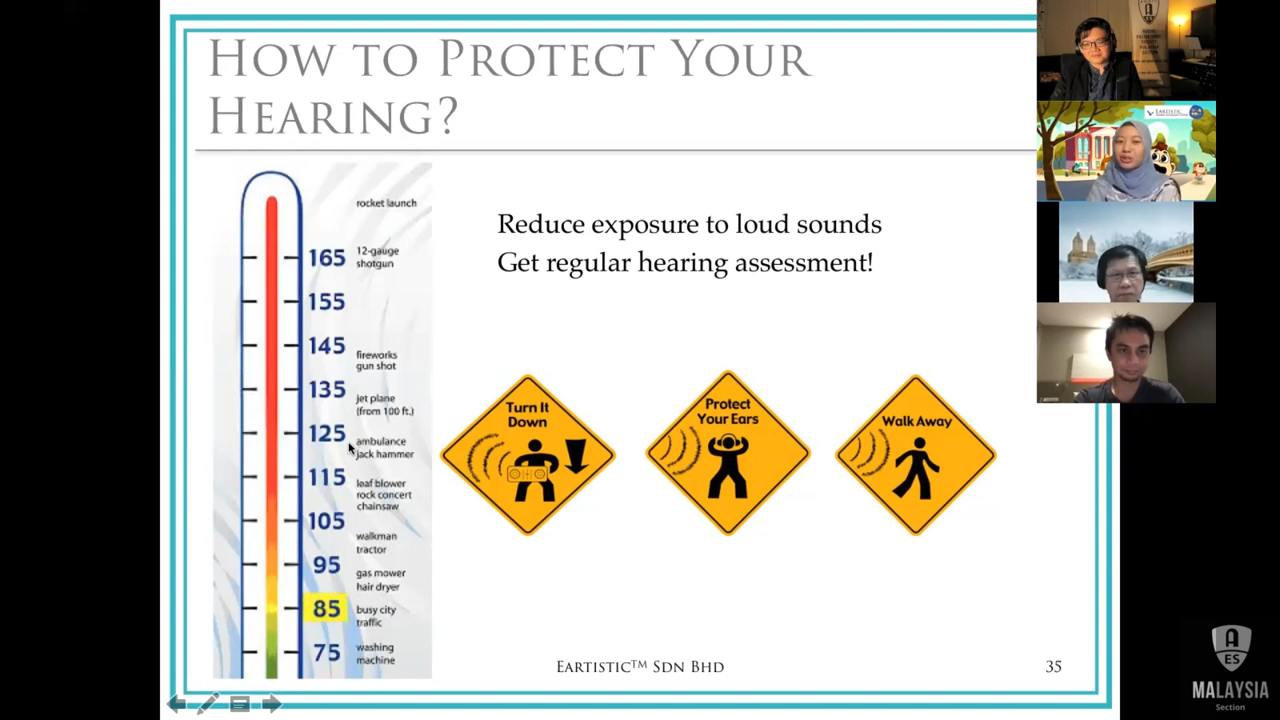 How to Protect Your
Hearing?
rocket launch
165
12-gauge
shotgun
155
145
fireworks
gun shot
135
jet plane
(from 100 ft.)
125
ambulance
jack hammer
115
leaf blower
rock concert
chainsaw
105
walkman
tractor
95
gas mower
hair dryer
85
busy city
traffic
75
washing
machine
Reduce exposure to loud sounds
Get regular hearing assessment!
Turn It
Down
Protect
Your Ears
Walk Away
Eartistic™ Sdn Bhd
35
Eartistic
A
ES
MALAYSIA
Section